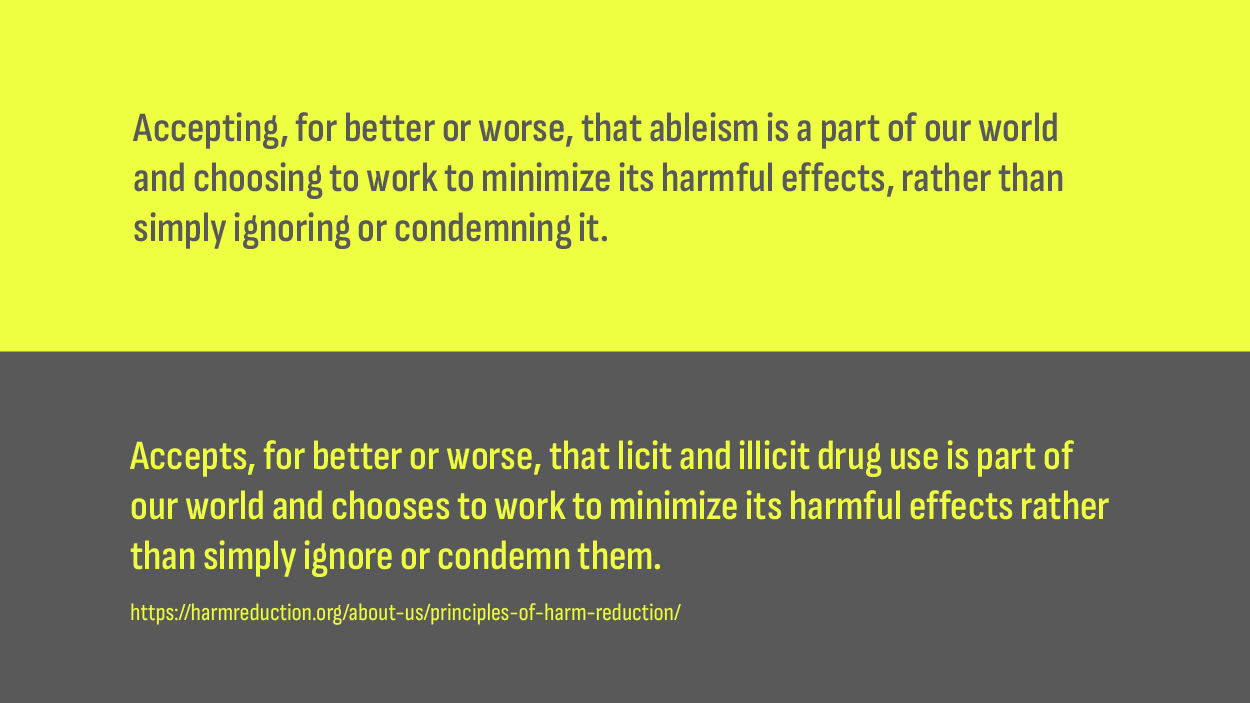 Accepting, for better or worse, that ableism is a part of our world
and choosing to work to minimize its harmful effects, rather than
simply ignoring or condemning it.
Accepts, for better or worse, that licit and illicit drug use is part of
our world and chooses to work to minimize its harmful effects rather
than simply ignore or condemn them.
https://harmreduction.org/about-us/principles-of-harm-reduction/